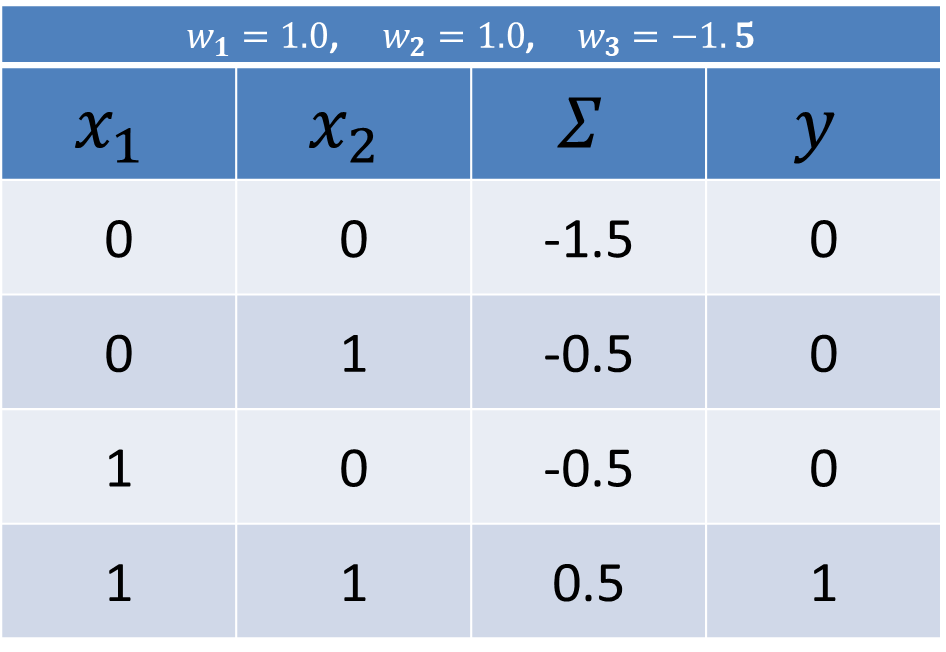 w₁ = 1.0, w₂ = 1.0, w₃ = −1.5
x₁ x₂ Σ y
0 0 -1.5 0
0 1 -0.5 0
1 0 -0.5 0
1 1 0.5 1